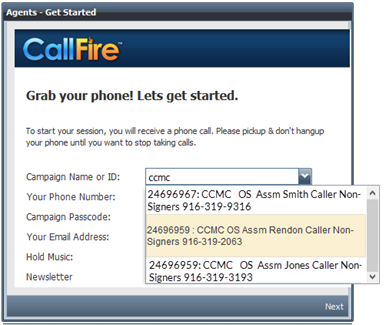 Agents - Get Started
CallFire™
Grab your phone! Lets get started.
To start your session, you will receive a phone call. Please pickup & don't hangup
your phone until you want to stop taking calls.
Campaign Name or ID: ccmc
Your Phone Number:
Campaign Passcode:
Your Email Address:
Hold Music:
Newsletter
24696967: CCMC OS Assm Smith Caller Non-
Signers 916-319-9316
24696959 : CCMC OS Assm Rendon Caller Non-
Signers 916-319-2063
24696959: CCMC OS Assm Jones Caller Non-
Signers 916-319-3193
Next